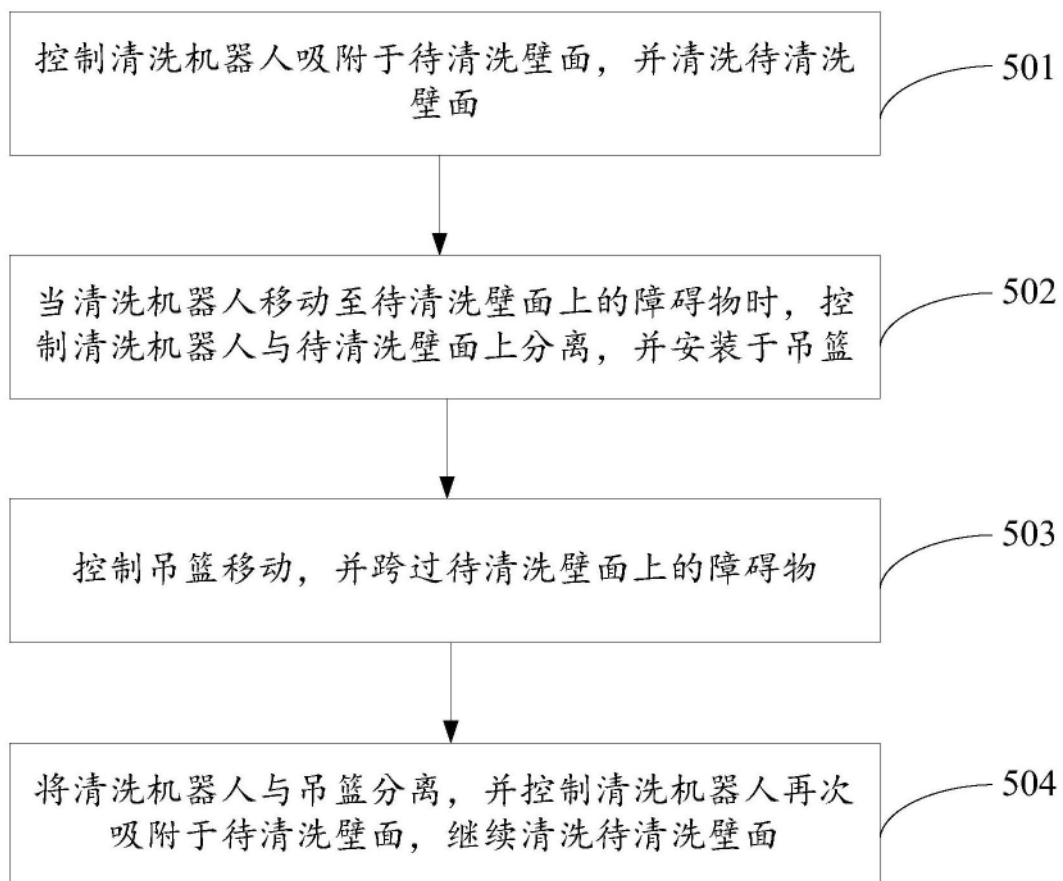 控制清洗机器人吸附于待清洗壁面，并清洗待清洗
壁面
501
当清洗机器人移动至待清洗壁面上的障碍物时，控
制清洗机器人与待清洗壁面上分离，并安装于吊篮
502
控制吊篮移动，并跨过待清洗壁面上的障碍物
503
将清洗机器人与吊篮分离，并控制清洗机器人再次
吸附于待清洗壁面，继续清洗待清洗壁面
504